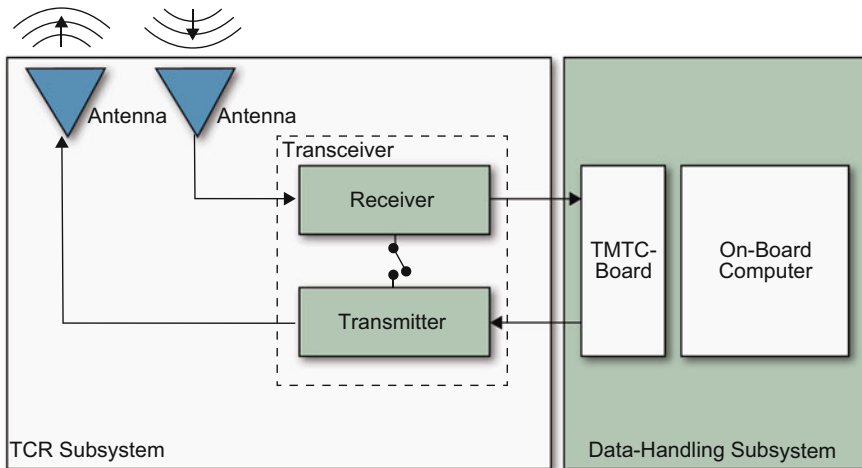 Antenna
Antenna
Transceiver
Receiver
Transmitter
TMTC-
Board
On-Board
Computer
TCR Subsystem
Data-Handling Subsystem